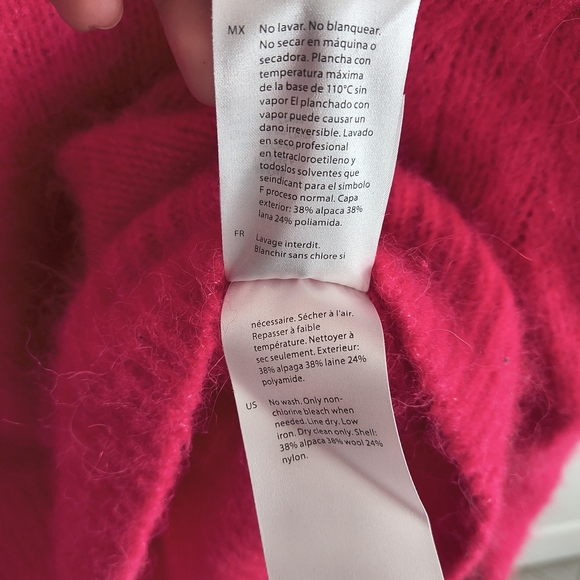 MX No lavar. No blanquear.
No secar en máquina o
secadora. Plancha con
temperatura máxima
de la base de 110°C sin
vapor El planchado con
vapor puede causar un
dano irreversible. Lavado
en seco profesional
en tetracloroetileno y
todoslos solventes que
seindicant para el símbolo
F proceso normal. Capa
exterior: 38% alpaca 38%
lana 24% poliamida.
FR Lavage interdit.
Blanchir sans chlore si
nécessaire. Sécher à l'air.
Repasser à faible
température. Nettoyer à
sec seulement. Exterieur:
38% alpaga 38% laine 24%
polyamide.
US No wash. Only non-
chlorine bleach when
needed. Line dry. Low
iron. Dry clean only. Shell:
38% alpaca 38% wool 24%
nylon.